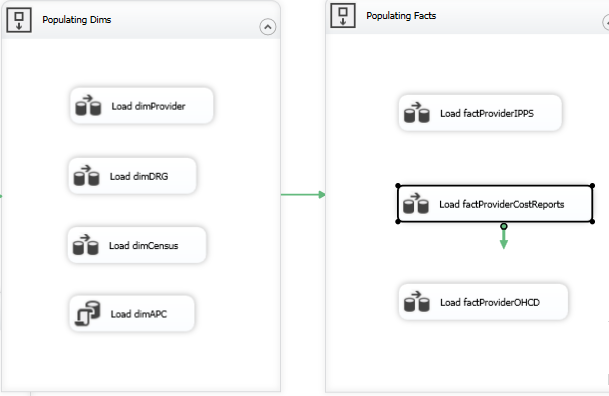 Populating Dims
Load dimProvider
Load dimDRG
Load dimCensus
Load dimAPC
Populating Facts
Load factProviderIPPS
Load factProviderCostReports
Load factProviderOHCD